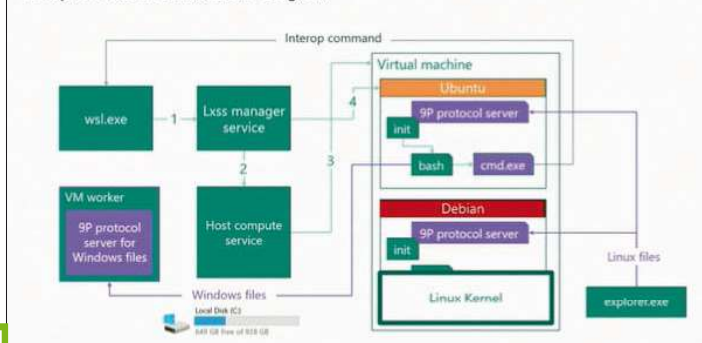 Interop command
Virtual machine
Ubuntu
wsl.exe
1
Lxss manager
service
4
9P protocol server
init
2
3
bash
cmd.exe
VM worker
9P protocol
server for
Windows files
Host compute
service
Debian
9P protocol server
init
Linux files
Windows files
Linux Kernel
explorer.exe
Local Disk (C:)